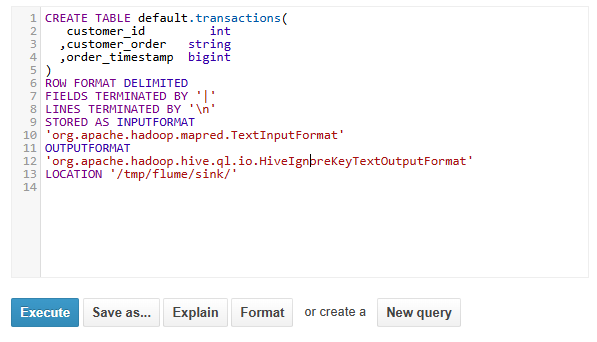 1 CREATE TABLE default.transactions(
2 customer_id int
3 ,customer_order string
4 ,order_timestamp bigint
5 )
6 ROW FORMAT DELIMITED
7 FIELDS TERMINATED BY '|'
8 LINES TERMINATED BY '\n'
9 STORED AS INPUTFORMAT
10 'org.apache.hadoop.mapred.TextInputFormat'
11 OUTPUTFORMAT
12 'org.apache.hadoop.hive.ql.io.HiveIgnoreKeyTextOutputFormat'
13 LOCATION '/tmp/flume/sink/'
14
Execute Save as... Explain Format or create a New query